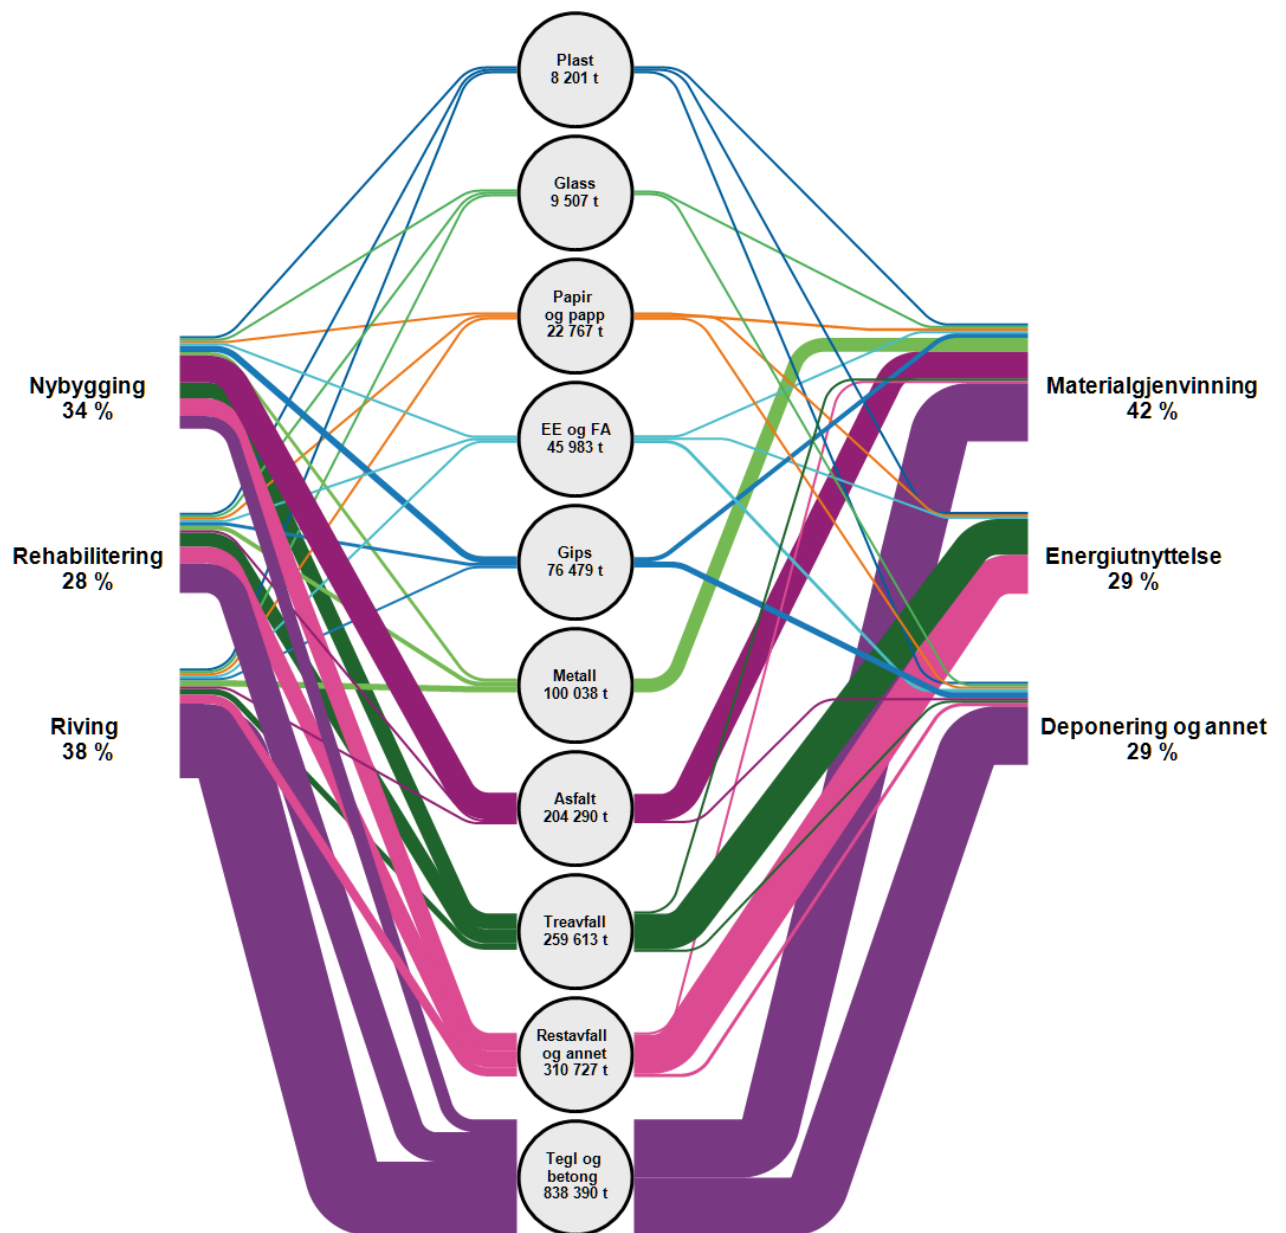 Plast
8 201 t
Glass
9 507 t
Papir
og papp
22 767 t
EE og FA
45 983 t
Gips
76 479 t
Metall
100 038 t
Asfalt
204 290 t
Treavfall
259 613 t
Restavfall
og annet
310 727 t
Tegl og
betong
838 390 t
Nybygging
34 %
Rehabilitering
28 %
Riving
38 %
Materialgjenvinning
42 %
Energiutnyttelse
29 %
Deponering og annet
29 %